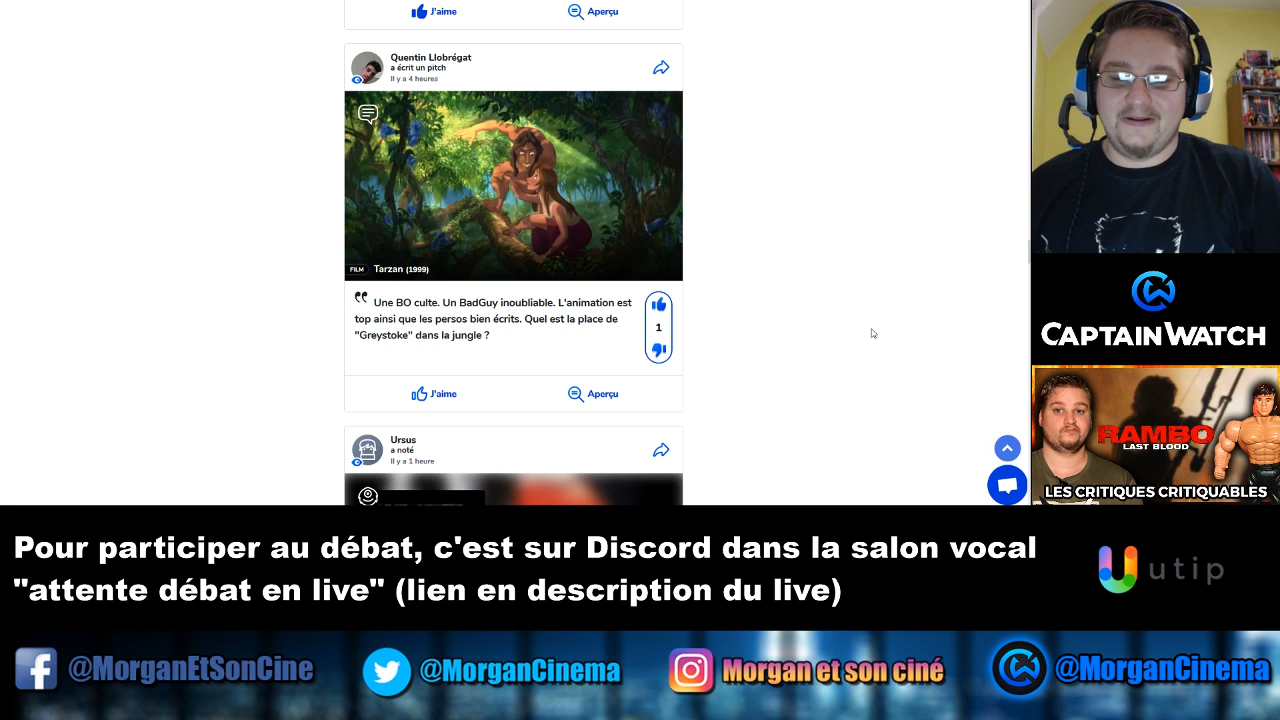 J'aime
Aperçu
Quentin Llobrégat
a écrit un pitch
Il y a 4 heures
FILM Tarzan (1999)
Une BO culte. Un BadGuy inoubliable. L'animation est
top ainsi que les persos bien écrits. Quel est la place de
"Greystoke" dans la jungle ?
1
J'aime
Aperçu
Ursus
a noté
Il y a 1 heure
CAPTAINWATCH
RAMBO
LAST BLOOD
LES CRITIQUES CRITIQUABLES
Pour participer au débat, c'est sur Discord dans la salon vocal
"attente débat en live" (lien en description du live)
utip
@MorganEtSonCine
@MorganCinema
Morgan et son ciné
@MorganCinema